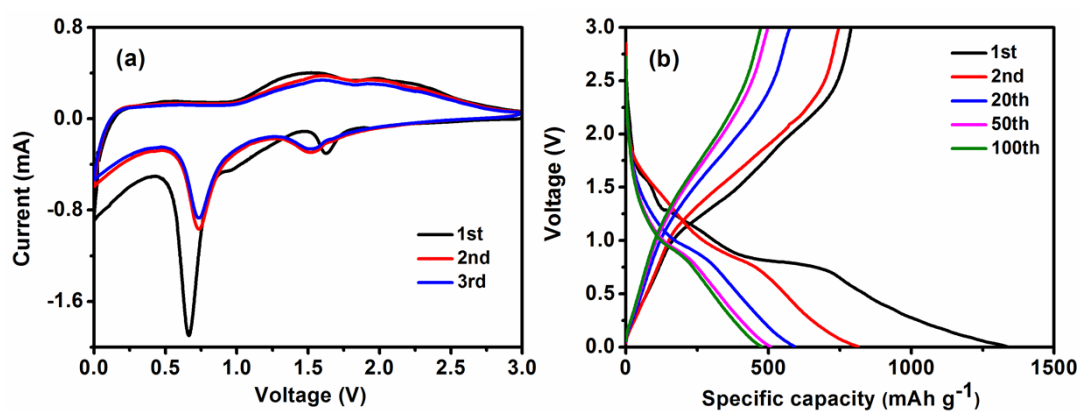 (a)
0.8
0.0
-0.8
-1.6
Current (mA)
1st
2nd
3rd
0.0 0.5 1.0 1.5 2.0 2.5 3.0
Voltage (V)
(b)
3.0
2.5
2.0
1.5
1.0
0.5
0.0
Voltage (V)
1st
2nd
20th
50th
100th
0 500 1000 1500
Specific capacity (mAh g⁻¹)